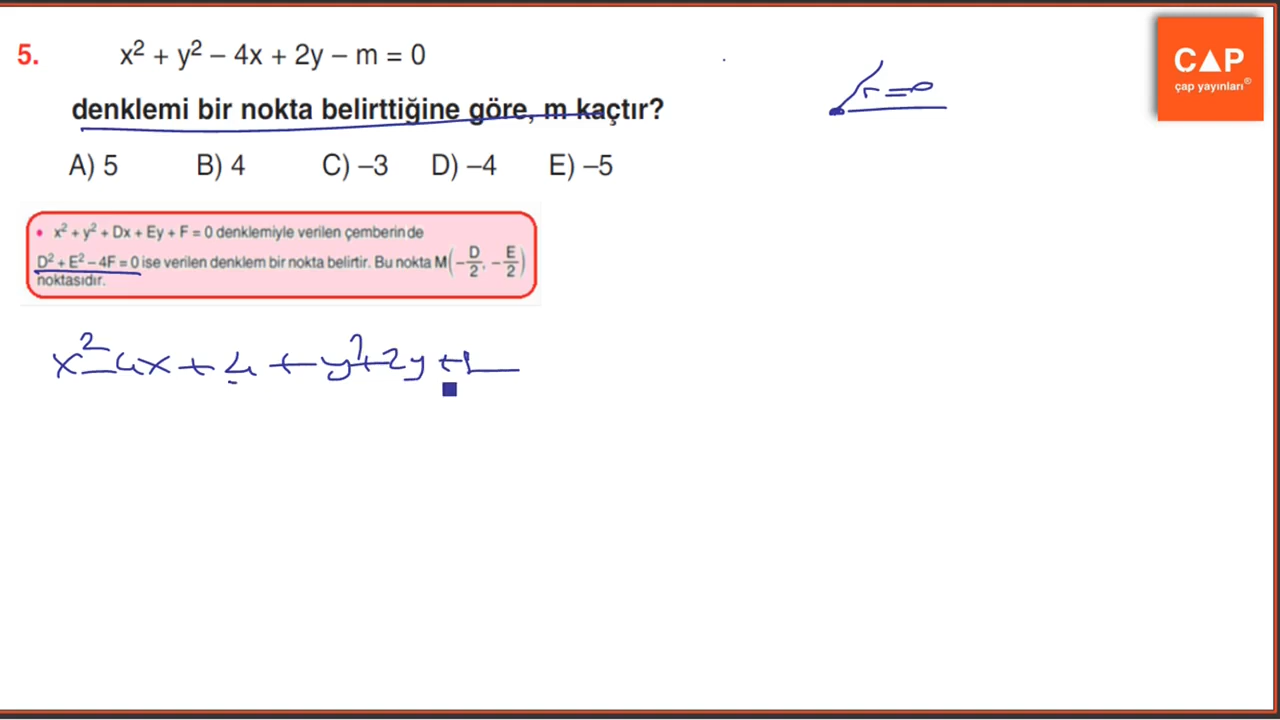 5. x² + y² – 4x + 2y – m = 0
denklemi bir nokta belirttiğine göre, m kaçtır?
A) 5 B) 4 C) –3 D) –4 E) –5
• x² + y² + Dx + Ey + F = 0 denklemiyle verilen çemberin de
D² + E² – 4F = 0 ise verilen denklem bir nokta belirtir. Bu nokta M(–D/2, –E/2)
noktasıdır.
x² – 4x + 4 + y² + 2y + 1
r = 0
ÇAP
çap yayınları®